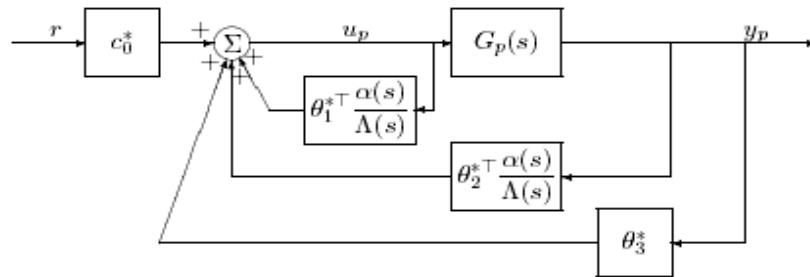 r
c₀*
+
Σ
+
+
+
u_p
G_p(s)
y_p
θ₁*⊤ α(s)/Λ(s)
θ₂*⊤ α(s)/Λ(s)
θ₃*